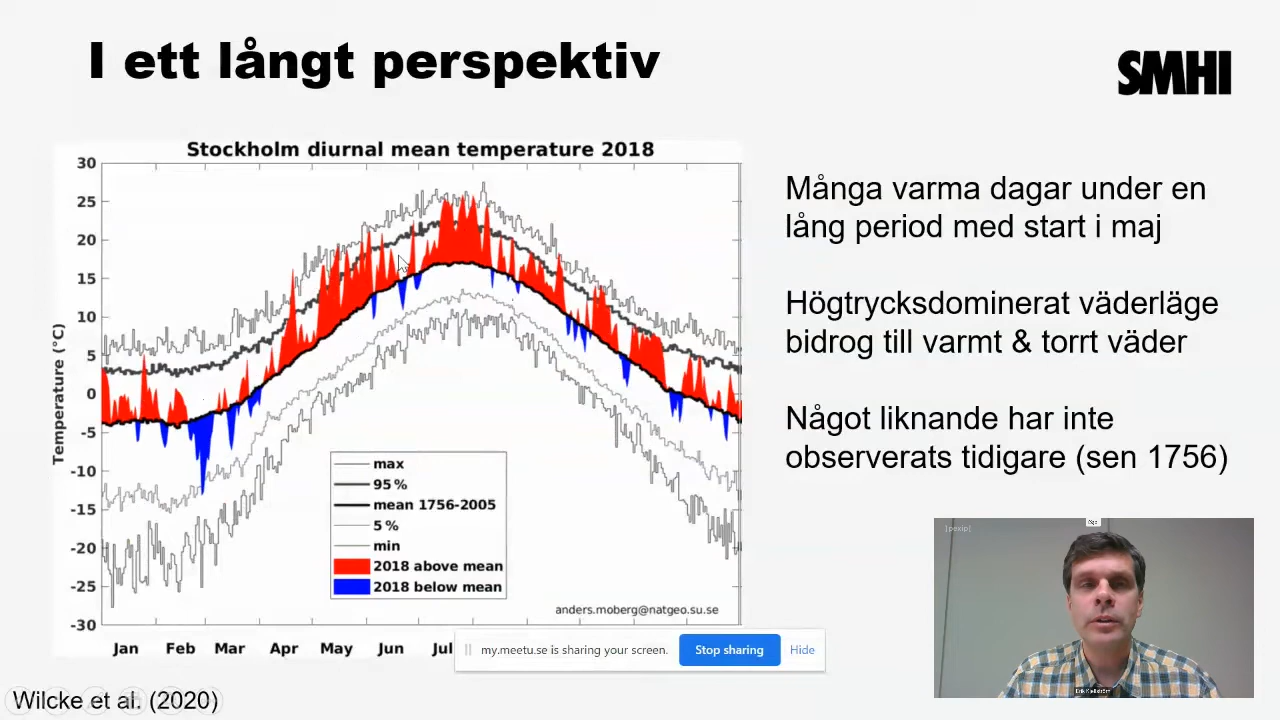 I ett långt perspektiv
SMHI
Stockholm diurnal mean temperature 2018
30
25
20
15
10
5
0
-5
-10
-15
-20
-25
-30
Temperature (°C)
max
95 %
mean 1756-2005
5 %
min
2018 above mean
2018 below mean
anders.moberg@natgeo.su.se
Jan Feb Mar Apr May Jun Jul
my.meetu.se is sharing your screen. Stop sharing Hide
Många varma dagar under en
lång period med start i maj
Högtrycksdominerat väderläge
bidrog till varmt & torrt väder
Något liknande har inte
observerats tidigare (sen 1756)
[pexip]
Erik Kjellström
Wilcke et al. (2020)